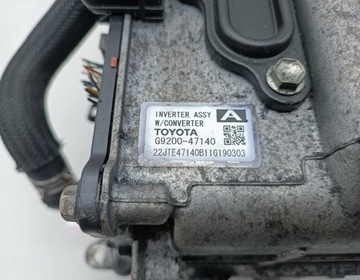 INVERTER ASSY
W/CONVERTER
A
TOYOTA
G9200-47140
22JTE47140B11G190303